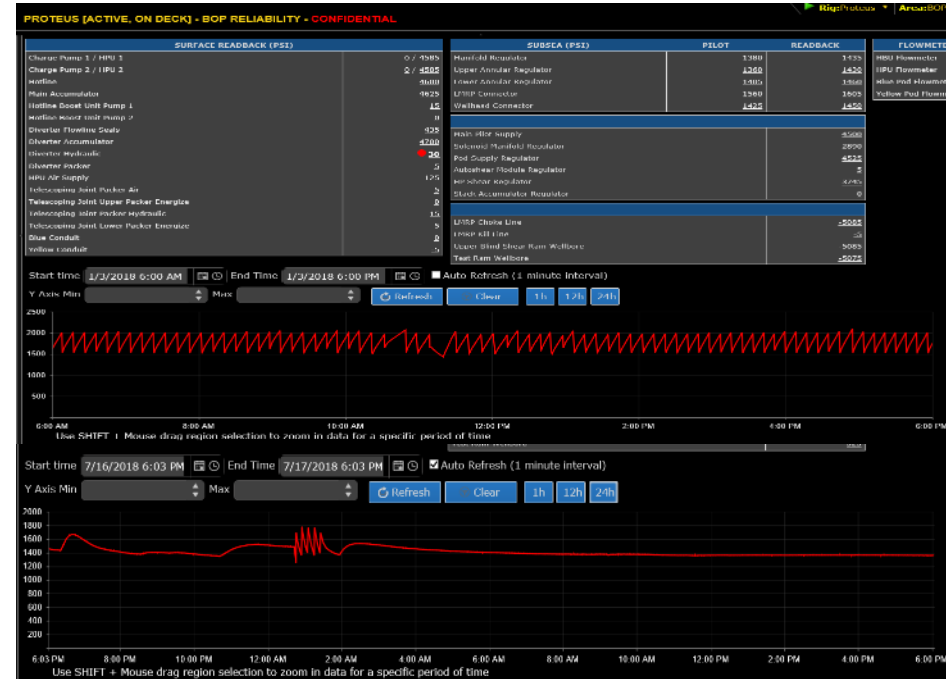 Rig:Proteus Area:BOP
PROTEUS [ACTIVE, ON DECK] - BOP RELIABILITY - CONFIDENTIAL
SURFACE READBACK (PSI)
Charge Pump 1 / HPU 1 0 / 4585
Charge Pump 2 / HPU 2 0 / 4585
Hotline 4600
Main Accumulator 4625
Hotline Boost Unit Pump 1 15
Hotline Boost Unit Pump 2 0
Diverter Flowline Seals 425
Diverter Accumulator 4700
Diverter Hydraulic 30
Diverter Packer 5
HPU Air Supply 125
Telescoping Joint Packer Air 5
Telescoping Joint Upper Packer Energize 0
Telescoping Joint Packer Hydraulic 15
Telescoping Joint Lower Packer Energize 5
Blue Conduit 0
Yellow Conduit
SUBSEA (PSI) PILOT READBACK
Manifold Regulator 1380 1435
Upper Annular Regulator 1360 1430
Lower Annular Regulator 1405 1460
LMRP Connector 1560 1605
Wellhead Connector 1425 1450
Main Pilot Supply 4500
Solenoid Manifold Regulator 2890
Pod Supply Regulator 4525
Autoshear Module Regulator 5
HP Shear Regulator 3745
Stack Accumulator Regulator 0
LMRP Choke Line -5085
LMRP Kill Line
Upper Blind Shear Ram Wellbore 5085
Test Ram Wellbore -5075
FLOWMET
HBU Flowmeter
HPU Flowmeter
Blue Pod Flowmet
Yellow Pod Flowm
Start time 1/3/2018 6:00 AM End Time 1/3/2018 6:00 PM Auto Refresh (1 minute interval)
Y Axis Min Max Refresh Clear 1h 12h 24h
2500
2000
1500
1000
500
6:00 AM 8:00 AM 10:00 AM 12:00 PM 2:00 PM 4:00 PM 6:00 PM
Use SHIFT + Mouse drag region selection to zoom in data for a specific period of time
Start time 7/16/2018 6:03 PM End Time 7/17/2018 6:03 PM Auto Refresh (1 minute interval)
Y Axis Min Max Refresh Clear 1h 12h 24h
2000
1800
1600
1400
1200
1000
800
600
400
200
6:03 PM 8:00 PM 10:00 PM 12:00 AM 2:00 AM 4:00 AM 6:00 AM 8:00 AM 10:00 AM 12:00 PM 2:00 PM 4:00 PM 6:00 PM
Use SHIFT + Mouse drag region selection to zoom in data for a specific period of time